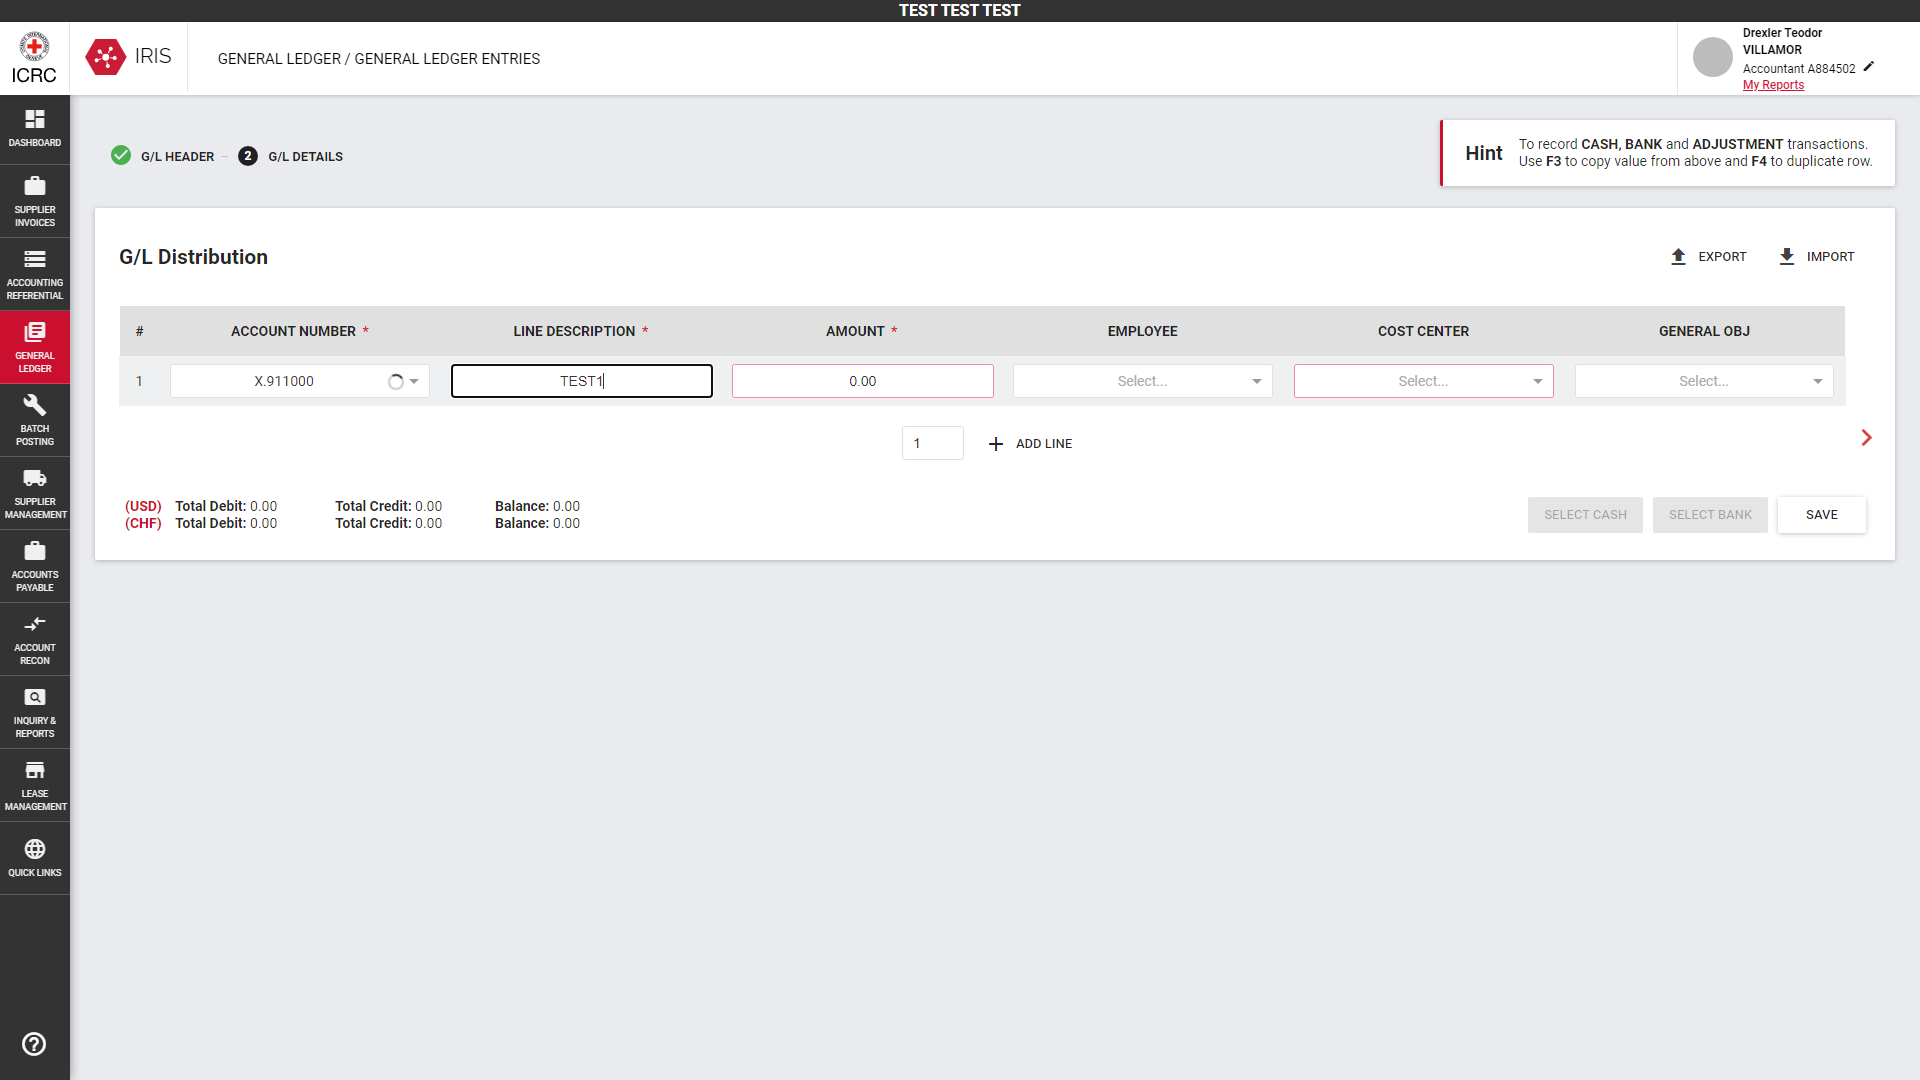 TEST TEST TEST
ICRC
IRIS
GENERAL LEDGER / GENERAL LEDGER ENTRIES
Drexler Teodor
VILLAMOR
Accountant A884502
My Reports
DASHBOARD
SUPPLIER
INVOICES
ACCOUNTING
REFERENTIAL
GENERAL
LEDGER
BATCH
POSTING
SUPPLIER
MANAGEMENT
ACCOUNTS
PAYABLE
ACCOUNT
RECON
INQUIRY &
REPORTS
LEASE
MANAGEMENT
QUICK LINKS
G/L HEADER
2 G/L DETAILS
Hint
To record CASH, BANK and ADJUSTMENT transactions.
Use F3 to copy value from above and F4 to duplicate row.
G/L Distribution
EXPORT IMPORT
# ACCOUNT NUMBER * LINE DESCRIPTION * AMOUNT * EMPLOYEE COST CENTER GENERAL OBJ
1 X.911000 TEST1 0.00 Select... Select... Select...
1 ADD LINE
(USD) Total Debit: 0.00 Total Credit: 0.00 Balance: 0.00
(CHF) Total Debit: 0.00 Total Credit: 0.00 Balance: 0.00
SELECT CASH SELECT BANK SAVE